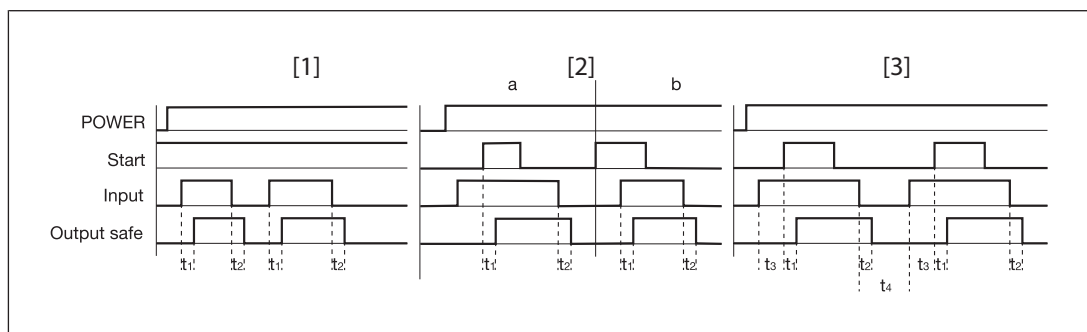 [1] [2] [3]
a b
POWER
Start
Input
Output safe
t1 t2 t1 t2 t1 t2 t1 t2 t3 t1 t2 t3 t1 t2
t4